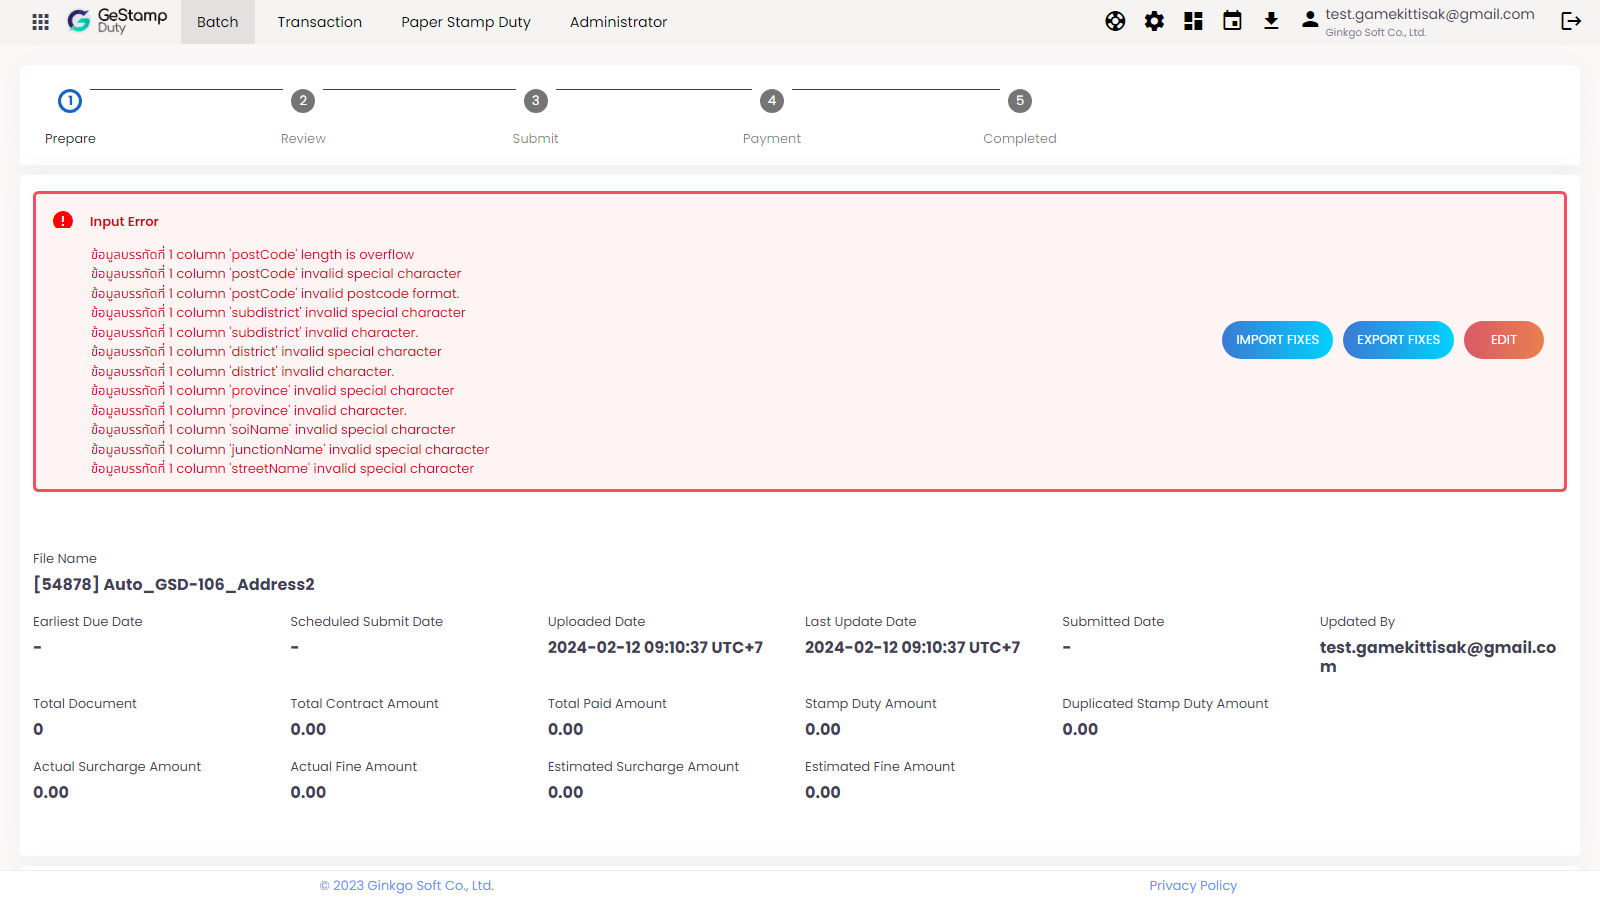 GeStamp
Duty
Batch
Transaction
Paper Stamp Duty
Administrator
test.gamekittisak@gmail.com
Ginkgo Soft Co., Ltd.
1
2
3
4
5
Prepare
Review
Submit
Payment
Completed
Input Error
ข้อมูลบรรทัดที่ 1 column 'postCode' length is overflow
ข้อมูลบรรทัดที่ 1 column 'postCode' invalid special character
ข้อมูลบรรทัดที่ 1 column 'postCode' invalid postcode format.
ข้อมูลบรรทัดที่ 1 column 'subdistrict' invalid special character
ข้อมูลบรรทัดที่ 1 column 'subdistrict' invalid character.
ข้อมูลบรรทัดที่ 1 column 'district' invalid special character
ข้อมูลบรรทัดที่ 1 column 'district' invalid character.
ข้อมูลบรรทัดที่ 1 column 'province' invalid special character
ข้อมูลบรรทัดที่ 1 column 'province' invalid character.
ข้อมูลบรรทัดที่ 1 column 'soiName' invalid special character
ข้อมูลบรรทัดที่ 1 column 'junctionName' invalid special character
ข้อมูลบรรทัดที่ 1 column 'streetName' invalid special character
IMPORT FIXES
EXPORT FIXES
EDIT
File Name
[54878] Auto_GSD-106_Address2
Earliest Due Date
-
Scheduled Submit Date
-
Uploaded Date
2024-02-12 09:10:37 UTC+7
Last Update Date
2024-02-12 09:10:37 UTC+7
Submitted Date
-
Updated By
test.gamekittisak@gmail.co
m
Total Document
0
Total Contract Amount
0.00
Total Paid Amount
0.00
Stamp Duty Amount
0.00
Duplicated Stamp Duty Amount
0.00
Actual Surcharge Amount
0.00
Actual Fine Amount
0.00
Estimated Surcharge Amount
0.00
Estimated Fine Amount
0.00
© 2023 Ginkgo Soft Co., Ltd.
Privacy Policy